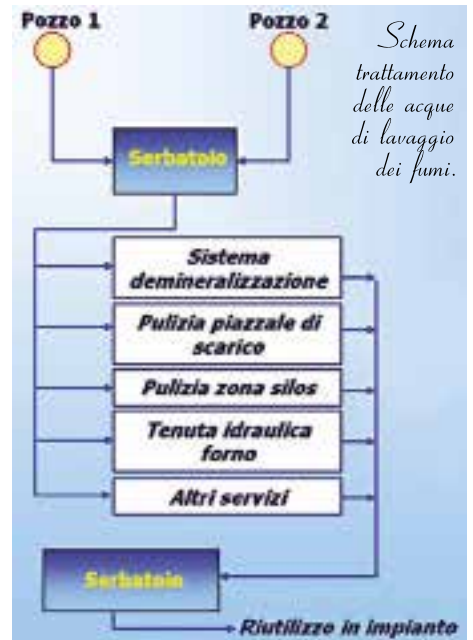 Pozzo 1
Pozzo 2
Schema
trattamento
delle acque
di lavaggio
dei fumi.
Serbatoio
Sistema
demineralizzazione
Pulizia piazzale di
scarico
Pulizia zona silos
Tenuta idraulica
forno
Altri servizi
Serbatoio
Riutilizzo in impianto